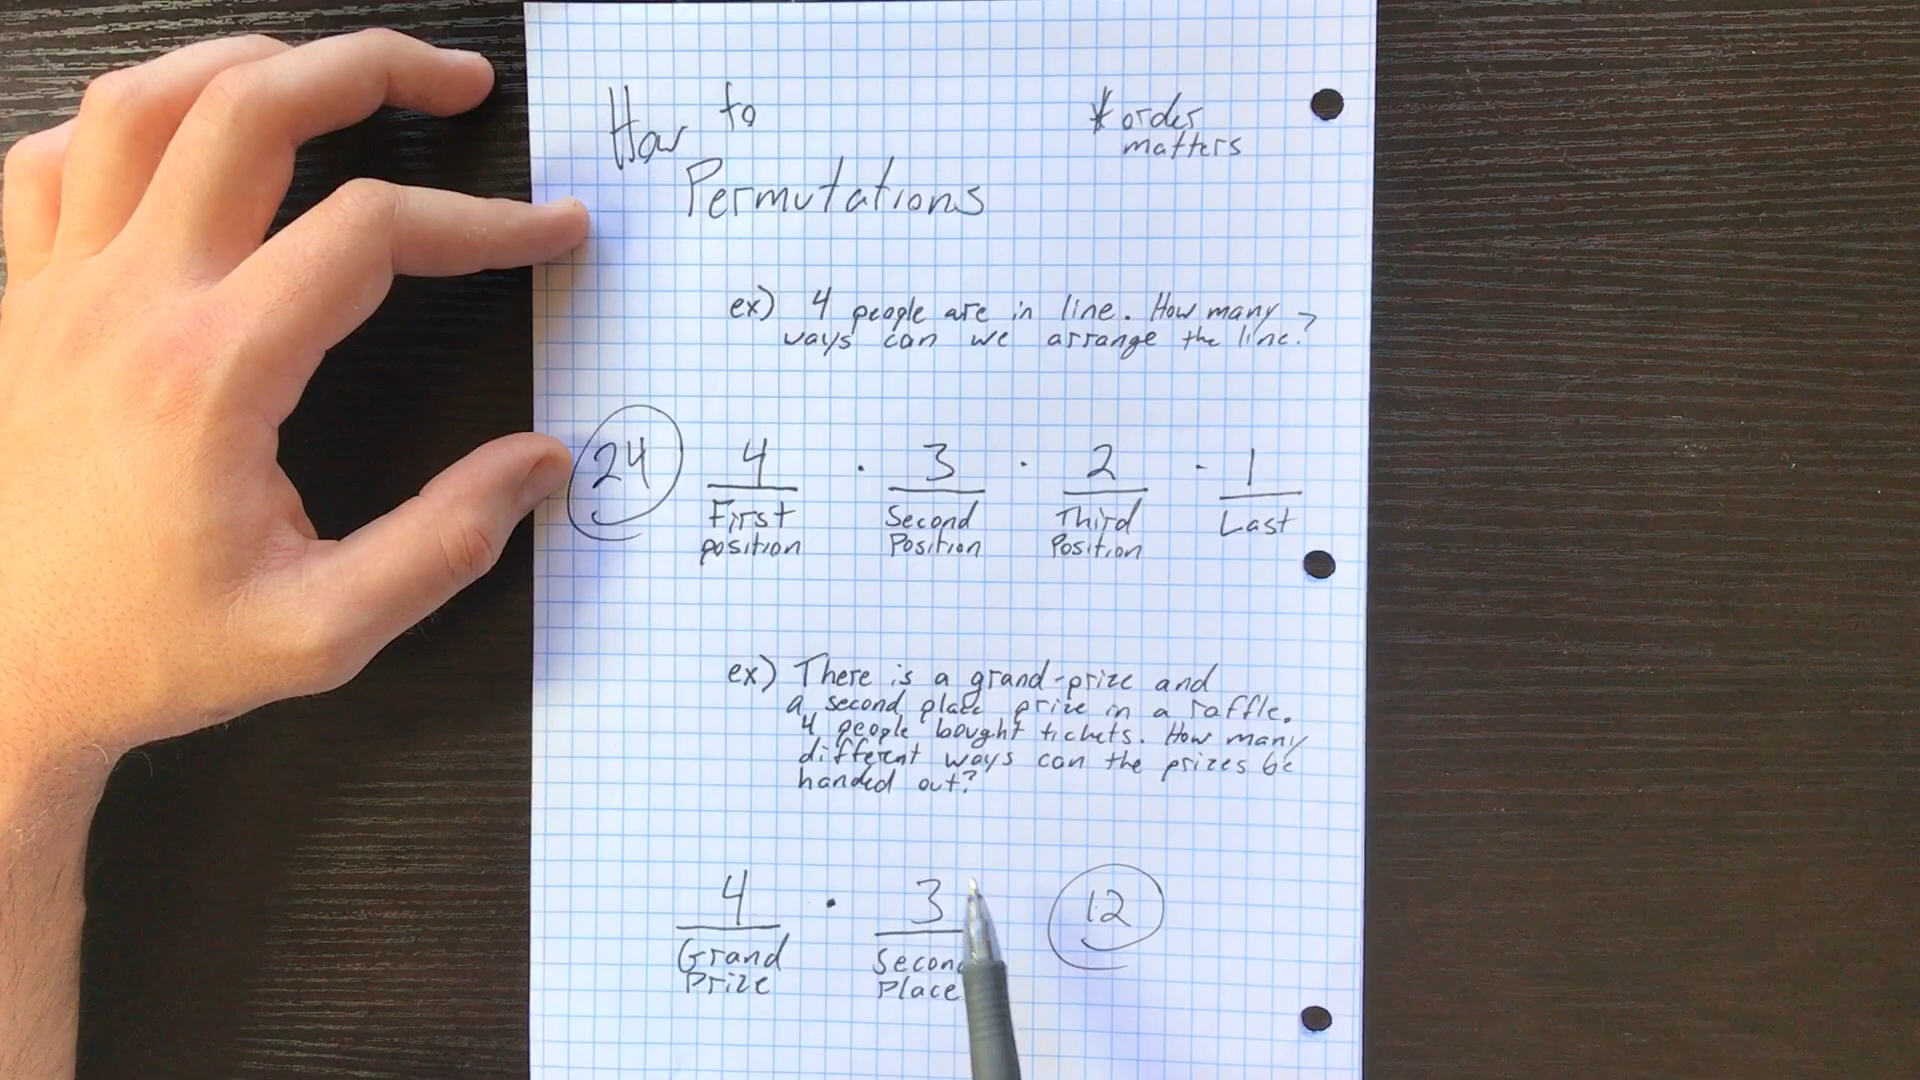 How to
* order
matters
Permutations
ex) 4 people are in line. How many
ways can we arrange the line?
24 4 · 3 · 2 · 1
First Second Third Last
position Position Position
ex) There is a grand-prize and
a second place prize in a raffle.
4 people bought tickets. How many
different ways can the prizes be
handed out?
4 · 3 12
Grand Second
Prize Place